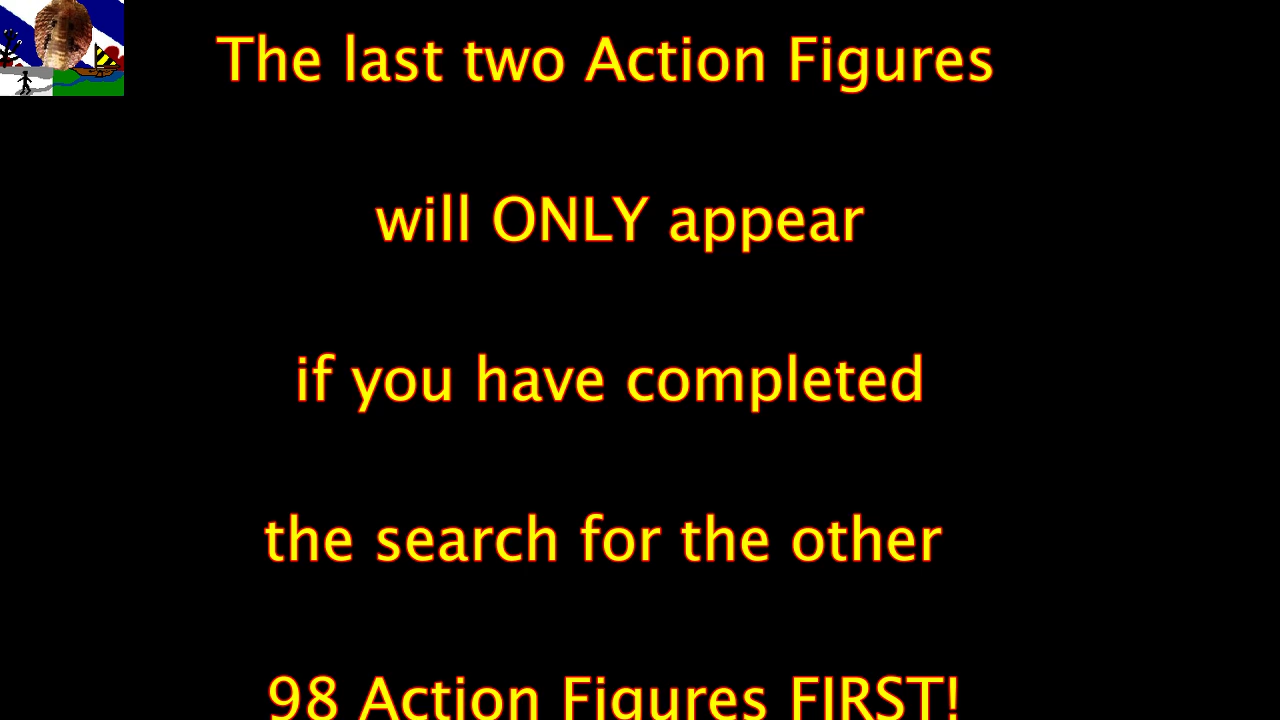 The last two Action Figures
will ONLY appear
if you have completed
the search for the other
98 Action Figures FIRST!